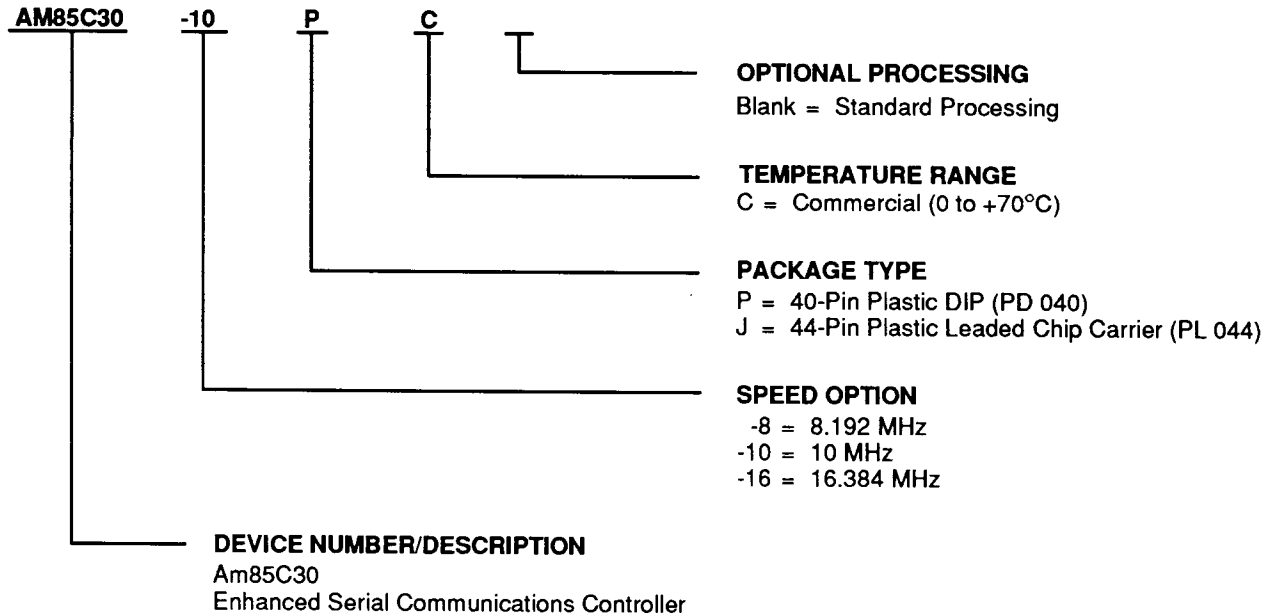 AM85C30 -10 P C
OPTIONAL PROCESSING
Blank = Standard Processing
TEMPERATURE RANGE
C = Commercial (0 to +70°C)
PACKAGE TYPE
P = 40-Pin Plastic DIP (PD 040)
J = 44-Pin Plastic Leaded Chip Carrier (PL 044)
SPEED OPTION
-8 = 8.192 MHz
-10 = 10 MHz
-16 = 16.384 MHz
DEVICE NUMBER/DESCRIPTION
Am85C30
Enhanced Serial Communications Controller